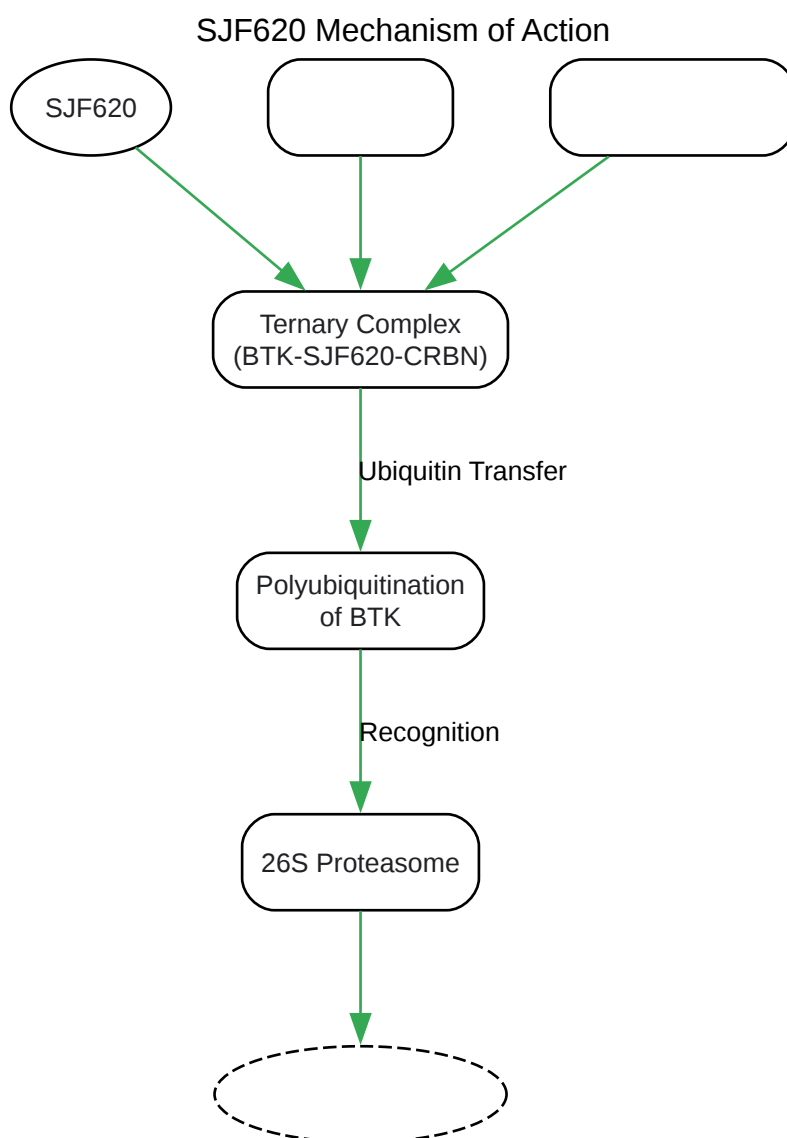 SJF620 Mechanism of Action
SJF620
Ternary Complex
(BTK-SJF620-CRBN)
Ubiquitin Transfer
Polyubiquitination
of BTK
Recognition
26S Proteasome